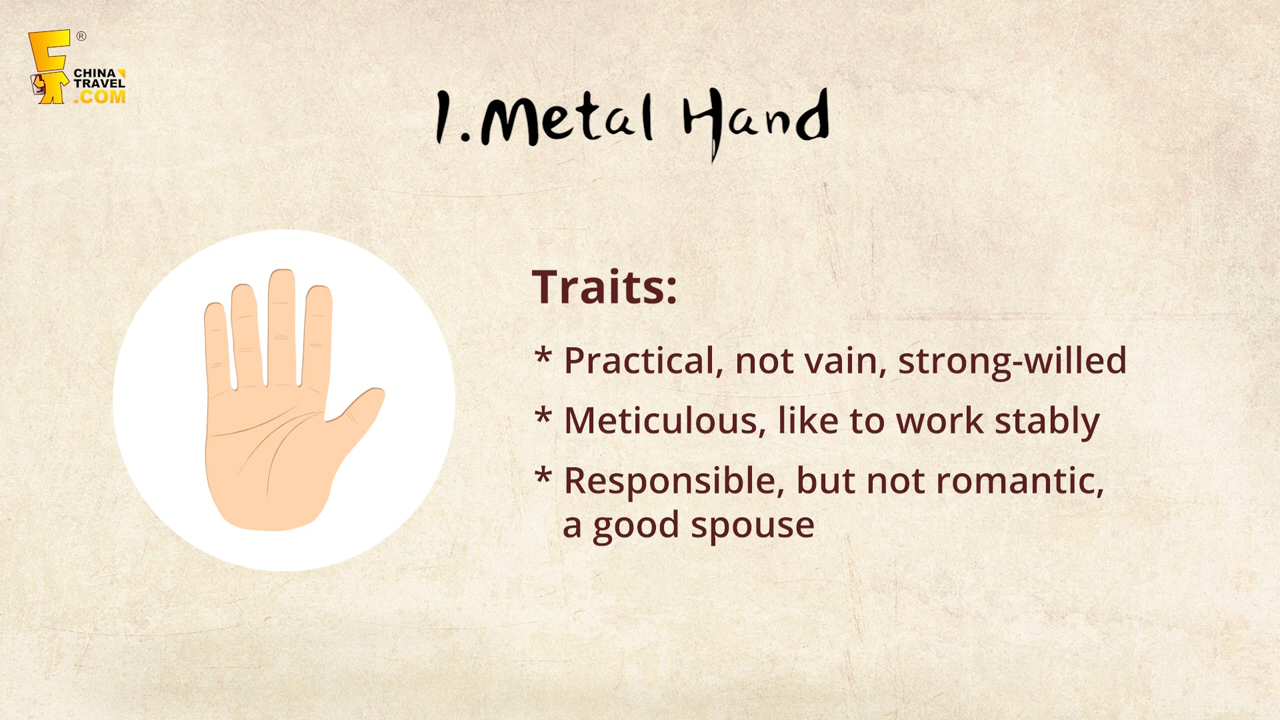 ®
CHINA
TRAVEL
.COM
1.Metal Hand
Traits:
* Practical, not vain, strong-willed
* Meticulous, like to work stably
* Responsible, but not romantic,
a good spouse